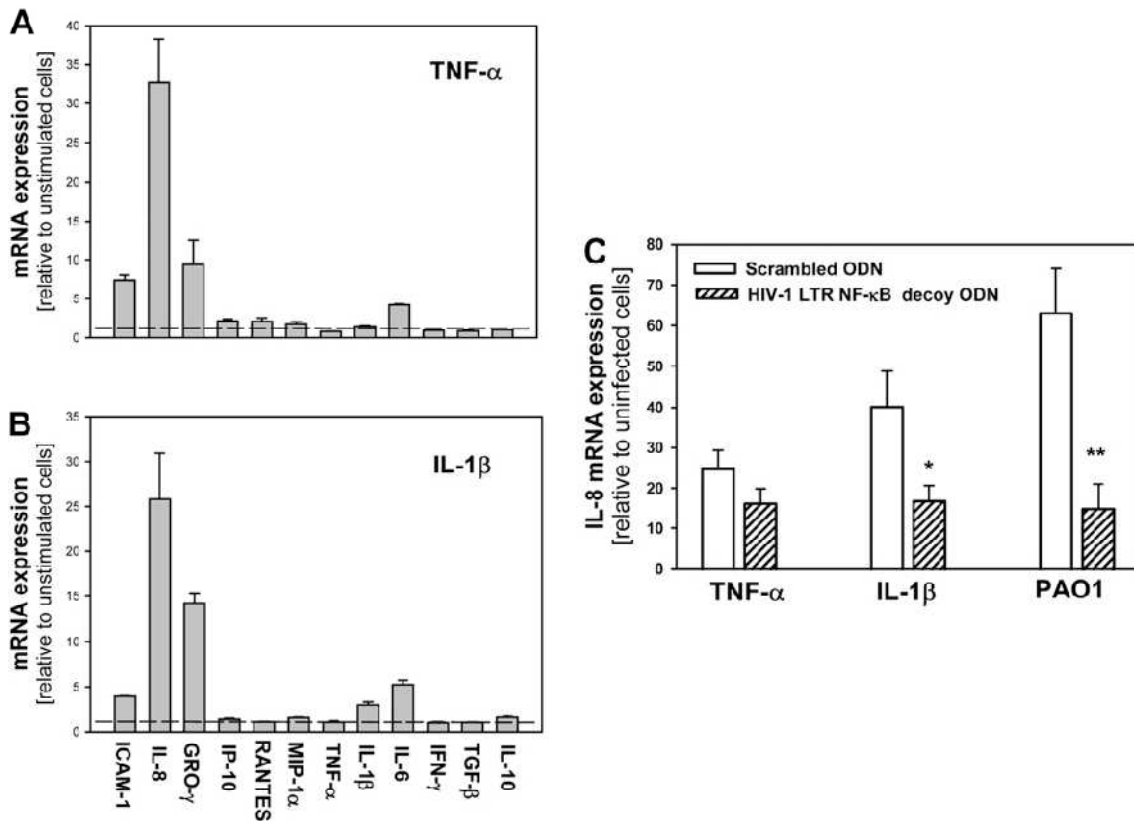 A
mRNA expression
[relative to unstimulated cells]
40
35
30
25
20
15
10
5
0
TNF-α
B
mRNA expression
[relative to unstimulated cells]
35
30
25
20
15
10
5
0
IL-1β
ICAM-1
IL-8
GRO-γ
IP-10
RANTES
MIP-1α
TNF-α
IL-1β
IL-6
IFN-γ
TGF-β
IL-10
C
IL-8 mRNA expression
[relative to uninfected cells]
80
70
60
50
40
30
20
10
0
Scrambled ODN
HIV-1 LTR NF-κB decoy ODN
*
**
TNF-α
IL-1β
PAO1